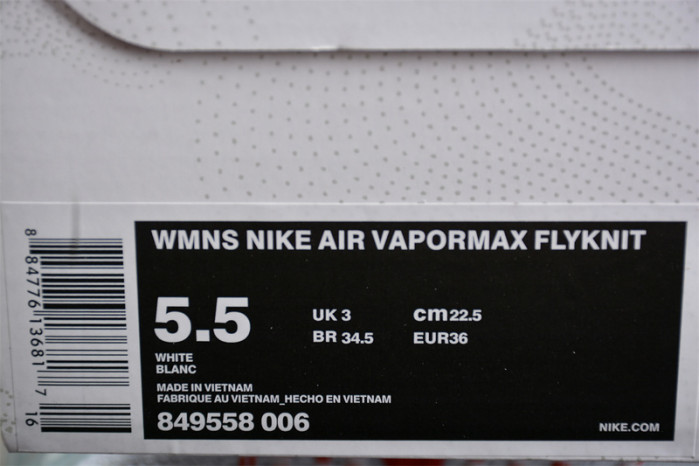 WMNS NIKE AIR VAPORMAX FLYKNIT
5.5
UK 3
cm22.5
BR 34.5
EUR36
WHITE
BLANC
MADE IN VIETNAM
FABRIQUE AU VIETNAM_HECHO EN VIETNAM
849558 006
NIKE.COM
8 84776 13681 7 16